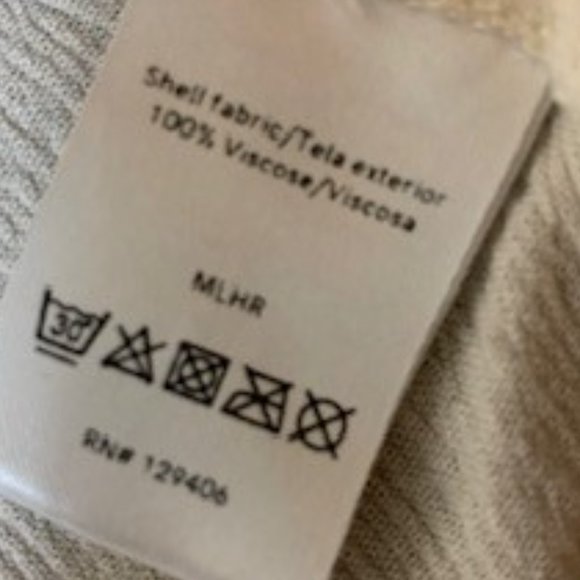 Shell fabric/Tela exterior
100% Viscose/Viscosa
MLHR
30°
RN# 129406